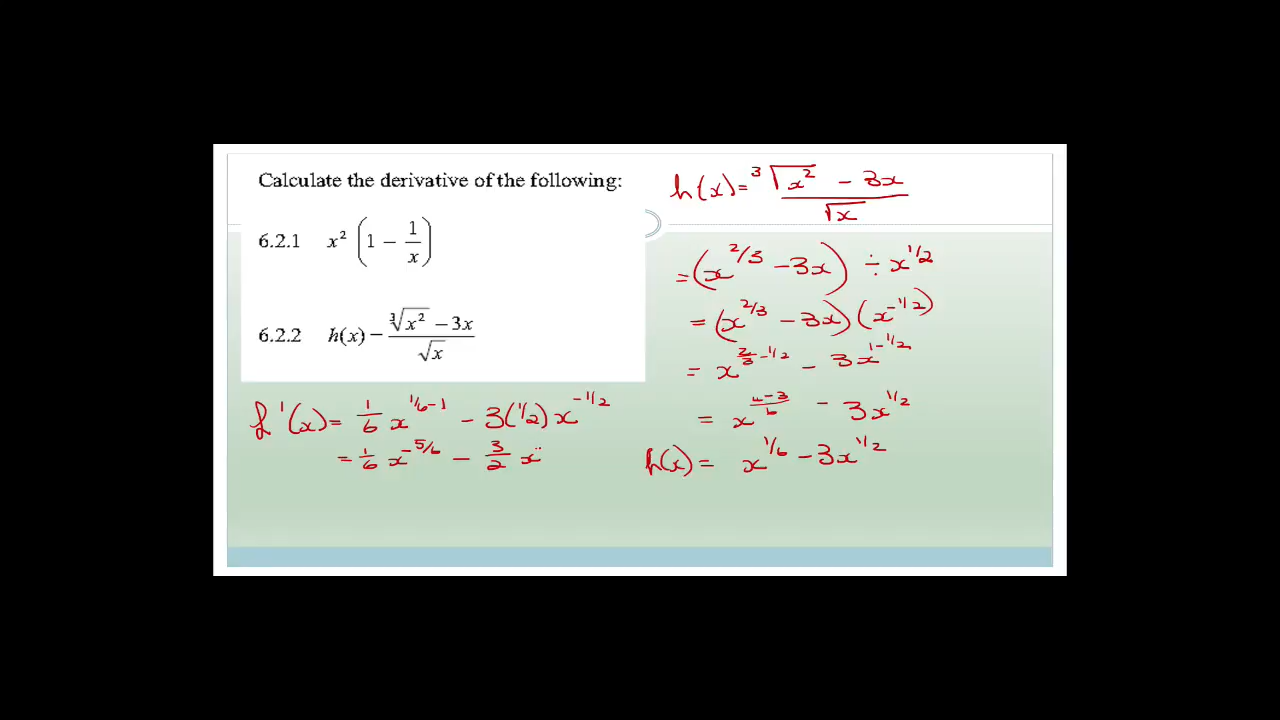 Calculate the derivative of the following:
6.2.1 x² (1 − 1/x)
6.2.2 h(x) − (∛x² − 3x)/√x
h(x) = (³√x² − 3x)/√x
= (x^(2/3) − 3x) ÷ x^(1/2)
= (x^(2/3) − 3x)(x^(−1/2))
= x^(2/3 − 1/2) − 3x^(1 − 1/2)
= x^((4−3)/6) − 3x^(1/2)
h(x) = x^(1/6) − 3x^(1/2)
f'(x) = 1/6 x^(1/6 − 1) − 3(1/2)x^(−1/2)
= 1/6 x^(−5/6) − 3/2 x